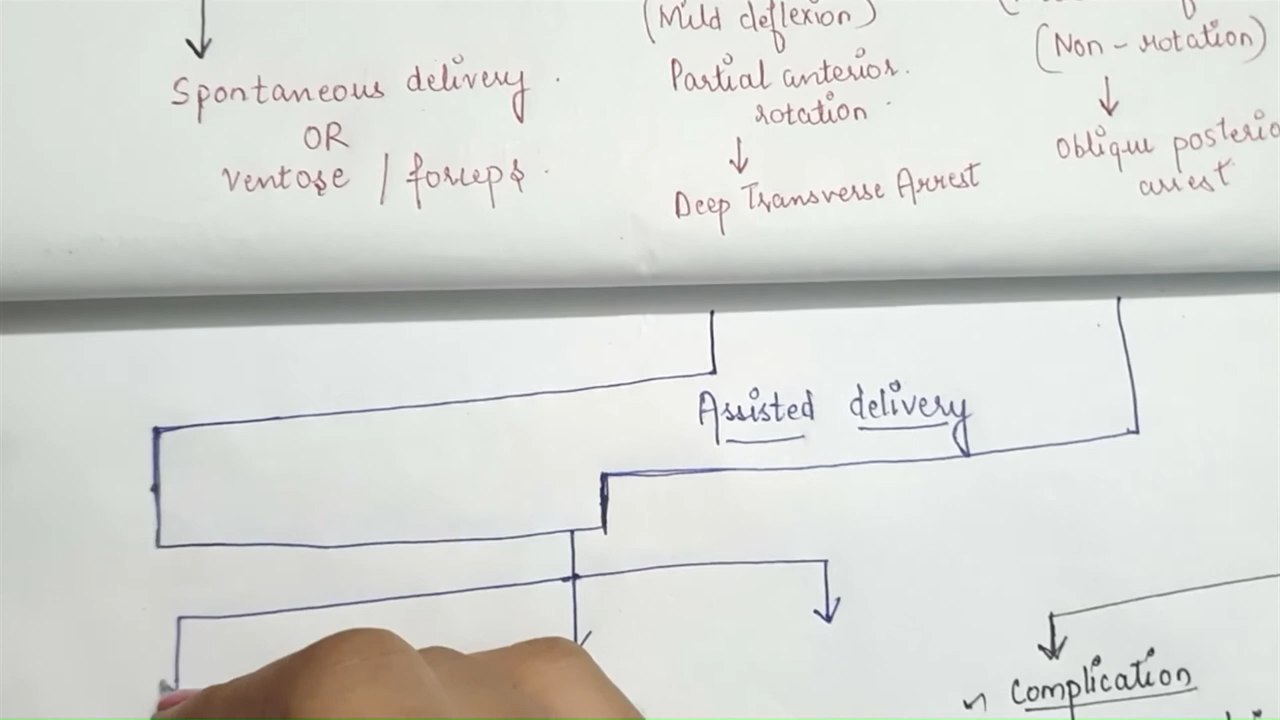 Spontaneous delivery.
OR
ventose / forceps.
(Mild deflexion)
Partial anterior.
rotation
↓
Deep Transverse Arrest
(Non-rotation)
↓
Oblique posterio
arrest
Assisted delivery
Complication